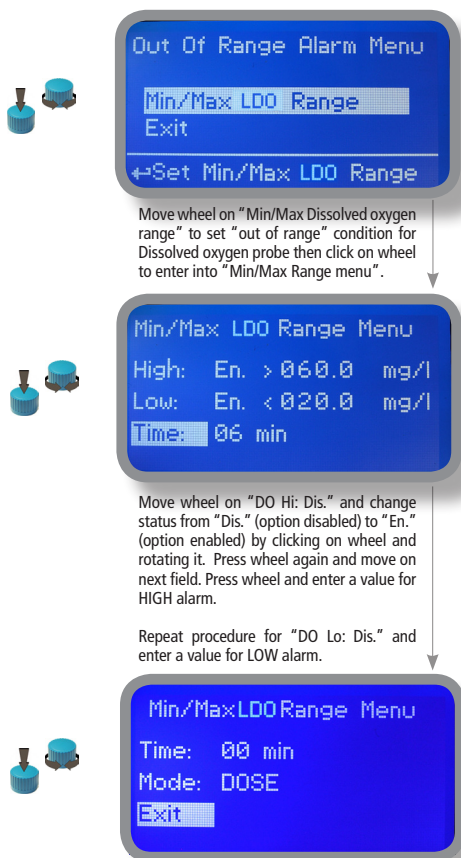 Out Of Range Alarm Menu
Min/Max LDO Range
Exit
↩Set Min/Max LDO Range
Move wheel on “Min/Max Dissolved oxygen
range” to set “out of range” condition for
Dissolved oxygen probe then click on wheel
to enter into “Min/Max Range menu”.
Min/Max LDO Range Menu
High: En. >060.0 mg/l
Low: En. <020.0 mg/l
Time: 06 min
Move wheel on “DO Hi: Dis.” and change
status from “Dis.” (option disabled) to “En.”
(option enabled) by clicking on wheel and
rotating it. Press wheel again and move on
next field. Press wheel and enter a value for
HIGH alarm.
Repeat procedure for “DO Lo: Dis.” and
enter a value for LOW alarm.
Min/MaxLDORange Menu
Time: 00 min
Mode: DOSE
Exit